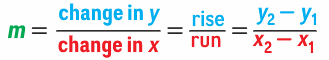 m = change in y / change in x = rise / run = y₂ − y₁ / x₂ − x₁